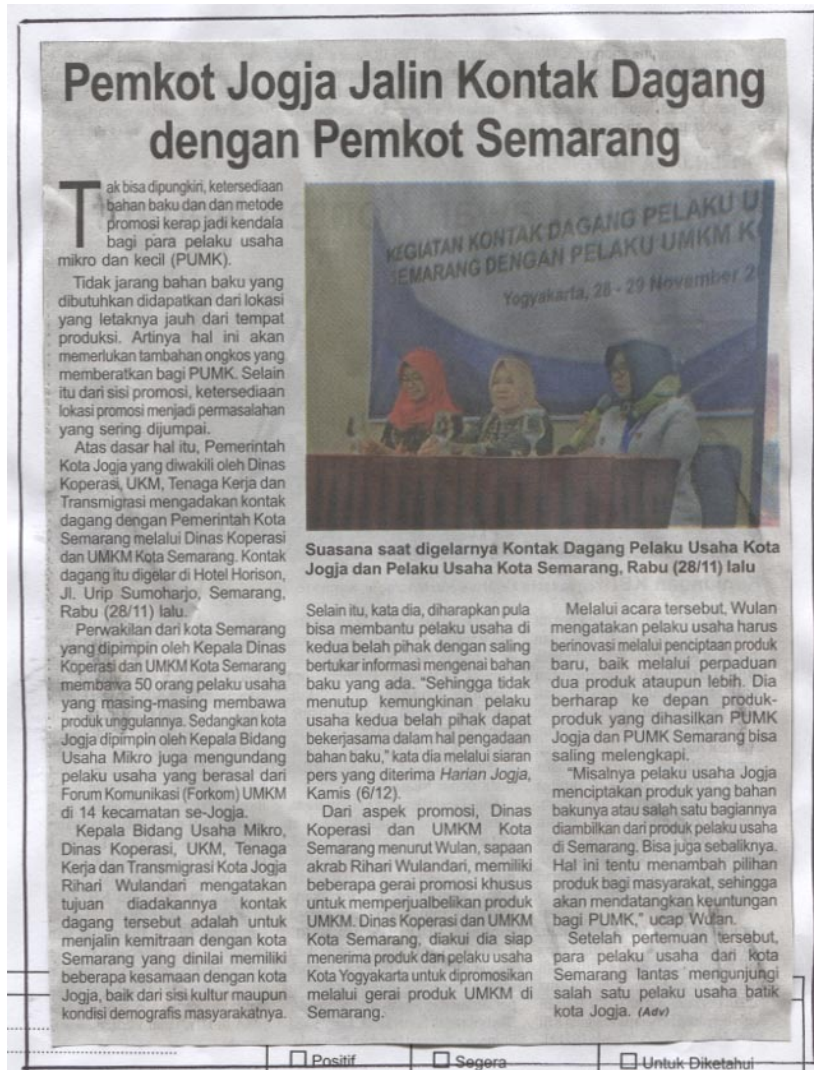 Pemkot Jogja Jalin Kontak Dagang
dengan Pemkot Semarang
Tak bisa dipungkiri, ketersediaan
bahan baku dan dan metode
promosi kerap jadi kendala
bagi para pelaku usaha
mikro dan kecil (PUMK).
Tidak jarang bahan baku yang
dibutuhkan didapatkan dari lokasi
yang letaknya jauh dari tempat
produksi. Artinya hal ini akan
memerlukan tambahan ongkos yang
memberatkan bagi PUMK. Selain
itu dari sisi promosi, ketersediaan
lokasi promosi menjadi permasalahan
yang sering dijumpai.
Atas dasar hal itu, Pemerintah
Kota Jogja yang diwakili oleh Dinas
Koperasi, UKM, Tenaga Kerja dan
Transmigrasi mengadakan kontak
dagang dengan Pemerintah Kota
Semarang melalui Dinas Koperasi
dan UMKM Kota Semarang. Kontak
dagang itu digelar di Hotel Horison,
Jl. Urip Sumoharjo, Semarang,
Rabu (28/11) lalu.
Perwakilan dari kota Semarang
yang dipimpin oleh Kepala Dinas
Koperasi dan UMKM Kota Semarang
membawa 50 orang pelaku usaha
yang masing-masing membawa
produk unggulannya. Sedangkan kota
Jogja dipimpin oleh Kepala Bidang
Usaha Mikro juga mengundang
pelaku usaha yang berasal dari
Forum Komunikasi (Forkom) UMKM
di 14 kecamatan se-Jogja.
Kepala Bidang Usaha Mikro,
Dinas Koperasi, UKM, Tenaga
Kerja dan Transmigrasi Kota Jogja
Rihari Wulandari mengatakan
tujuan diadakannya kontak
dagang tersebut adalah untuk
menjalin kemitraan dengan kota
Semarang yang dinilai memiliki
beberapa kesamaan dengan kota
Jogja, baik dari sisi kultur maupun
kondisi demografis masyarakatnya.
KEGIATAN KONTAK DAGANG PELAKU U
SEMARANG DENGAN PELAKU UMKM KO
Yogyakarta, 28 - 29 November 2
Suasana saat digelarnya Kontak Dagang Pelaku Usaha Kota
Jogja dan Pelaku Usaha Kota Semarang, Rabu (28/11) lalu
Selain itu, kata dia, diharapkan pula
bisa membantu pelaku usaha di
kedua belah pihak dengan saling
bertukar informasi mengenai bahan
baku yang ada. “Sehingga tidak
menutup kemungkinan pelaku
usaha kedua belah pihak dapat
bekerjasama dalam hal pengadaan
bahan baku,” kata dia melalui siaran
pers yang diterima Harian Jogja,
Kamis (6/12).
Dari aspek promosi, Dinas
Koperasi dan UMKM Kota
Semarang menurut Wulan, sapaan
akrab Rihari Wulandari, memiliki
beberapa gerai promosi khusus
untuk memperjualbelikan produk
UMKM. Dinas Koperasi dan UMKM
Kota Semarang, diakui dia siap
menerima produk dari pelaku usaha
Kota Yogyakarta untuk dipromosikan
melalui gerai produk UMKM di
Semarang.
Melalui acara tersebut, Wulan
mengatakan pelaku usaha harus
berinovasi melalui penciptaan produk
baru, baik melalui perpaduan
dua produk ataupun lebih. Dia
berharap ke depan produk-
produk yang dihasilkan PUMK
Jogja dan PUMK Semarang bisa
saling melengkapi.
“Misalnya pelaku usaha Jogja
menciptakan produk yang bahan
bakunya atau salah satu bagiannya
diambilkan dari produk pelaku usaha
di Semarang. Bisa juga sebaliknya.
Hal ini tentu menambah pilihan
produk bagi masyarakat, sehingga
akan mendatangkan keuntungan
bagi PUMK,” ucap Wulan.
Setelah pertemuan tersebut,
para pelaku usaha dari kota
Semarang lantas mengunjungi
salah satu pelaku usaha batik
kota Jogja. (Adv)
Positif
Segera
Untuk Diketahui